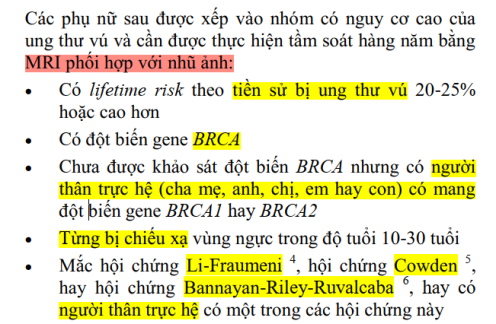 Các phụ nữ sau được xếp vào nhóm có nguy cơ cao của
ung thư vú và cần được thực hiện tầm soát hàng năm bằng
MRI phối hợp với nhũ ảnh:
• Có lifetime risk theo tiền sử bị ung thư vú 20-25%
hoặc cao hơn
• Có đột biến gene BRCA
• Chưa được khảo sát đột biến BRCA nhưng có người
thân trực hệ (cha mẹ, anh, chị, em hay con) có mang
đột biến gene BRCA1 hay BRCA2
• Từng bị chiếu xạ vùng ngực trong độ tuổi 10-30 tuổi
• Mắc hội chứng Li-Fraumeni 4, hội chứng Cowden 5,
hay hội chứng Bannayan-Riley-Ruvalcaba 6, hay có
người thân trực hệ có một trong các hội chứng này